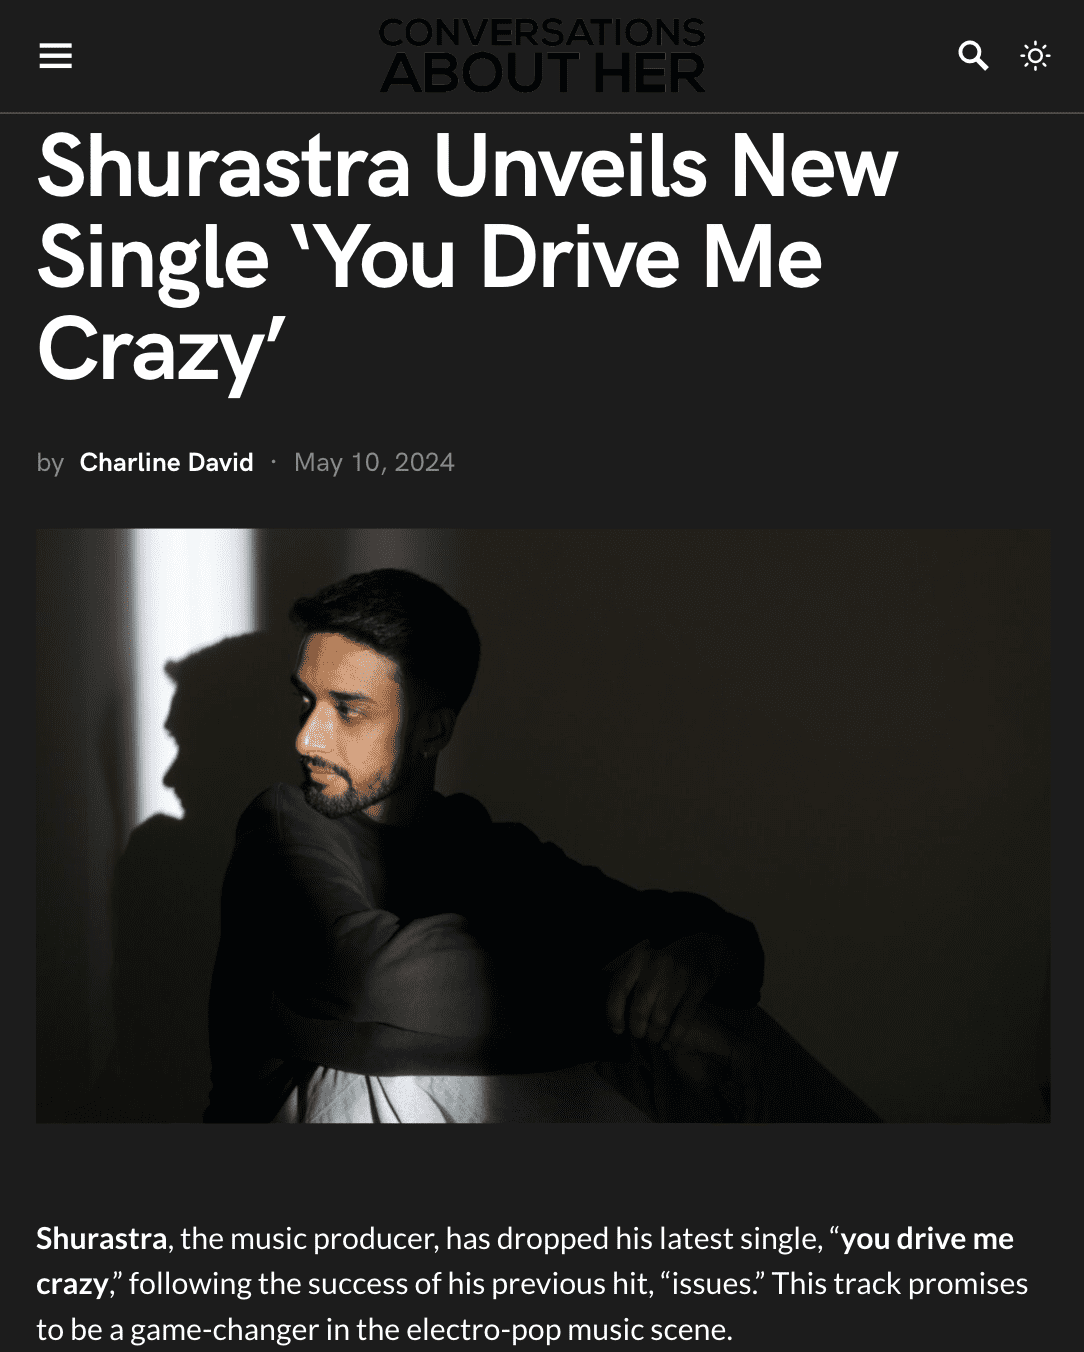 CONVERSATIONS
ABOUT HER
Shurastra Unveils New
Single ‘You Drive Me
Crazy’
by Charline David · May 10, 2024
Shurastra, the music producer, has dropped his latest single, “you drive me
crazy,” following the success of his previous hit, “issues.” This track promises
to be a game-changer in the electro-pop music scene.